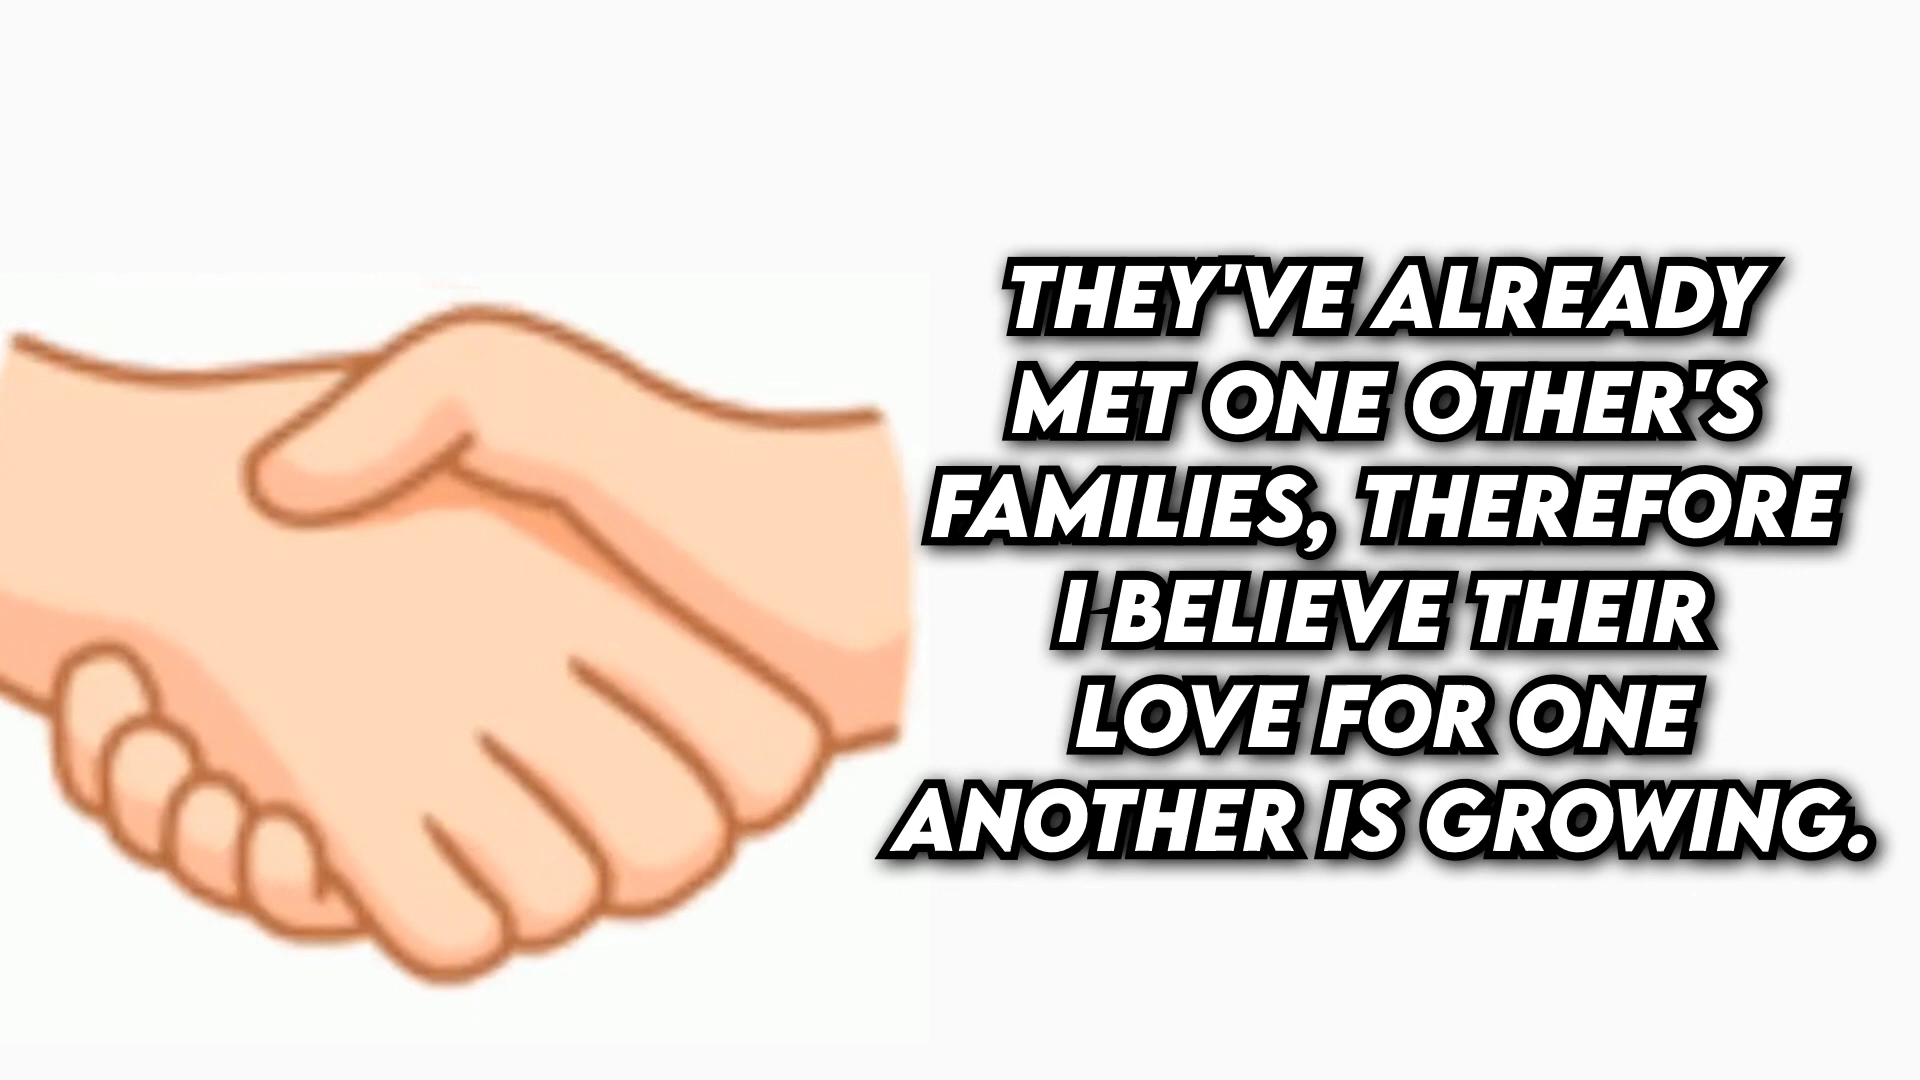 THEY'VE ALREADY
MET ONE OTHER'S
FAMILIES, THEREFORE
I BELIEVE THEIR
LOVE FOR ONE
ANOTHER IS GROWING.